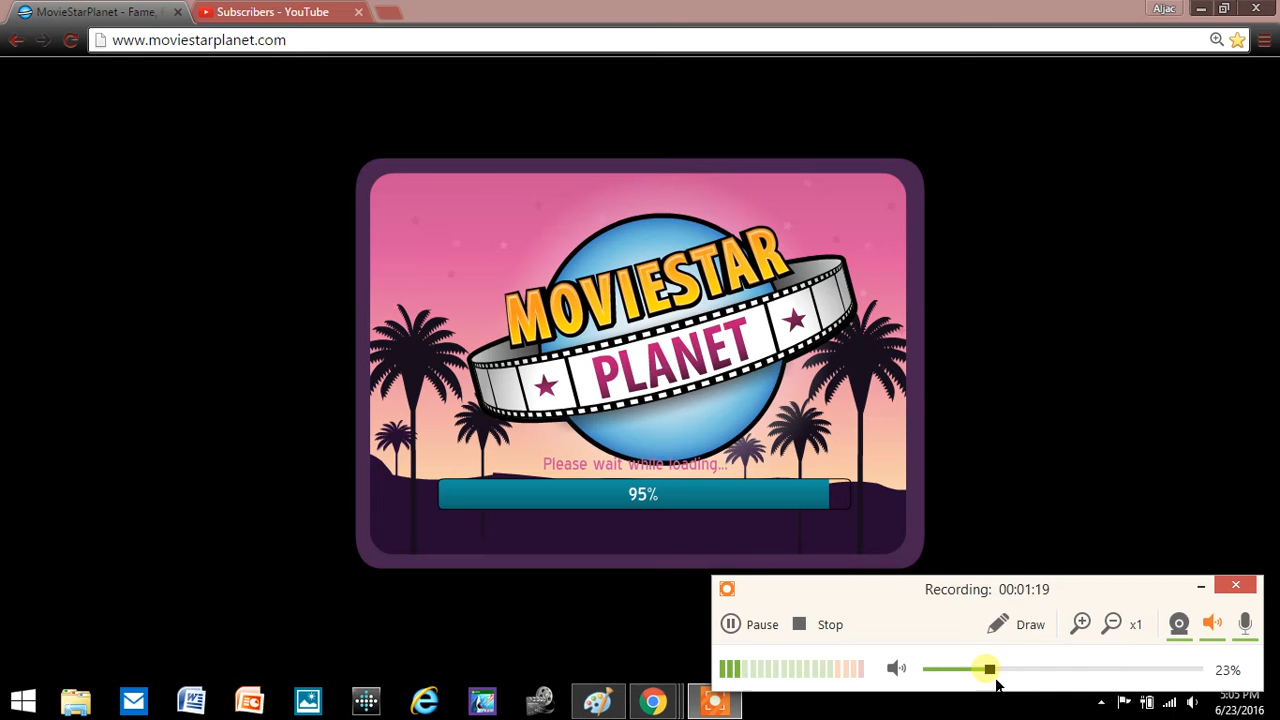 MovieStarPlanet - Fame, F
Subscribers - YouTube
Aljac
www.moviestarplanet.com
MOVIESTAR
PLANET
Please wait while loading...
95%
Recording: 00:01:19
Pause
Stop
Draw
x1
23%
5:05 PM
6/23/2016